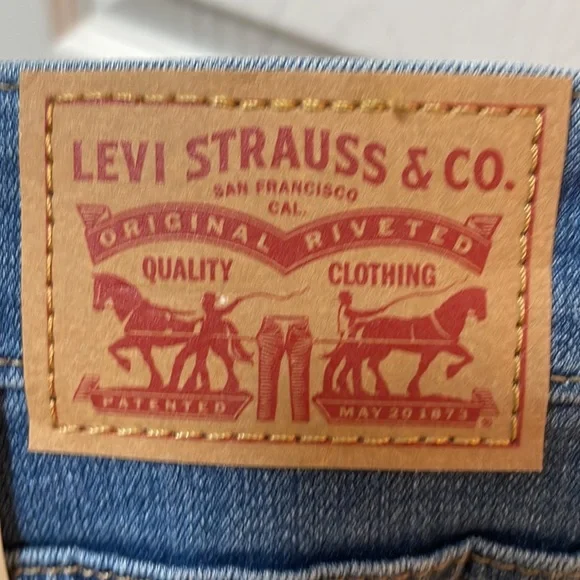 LEVI STRAUSS & CO.
SAN FRANCISCO
CAL.
ORIGINAL RIVETED
QUALITY CLOTHING
PATENTED MAY 20 1873
®